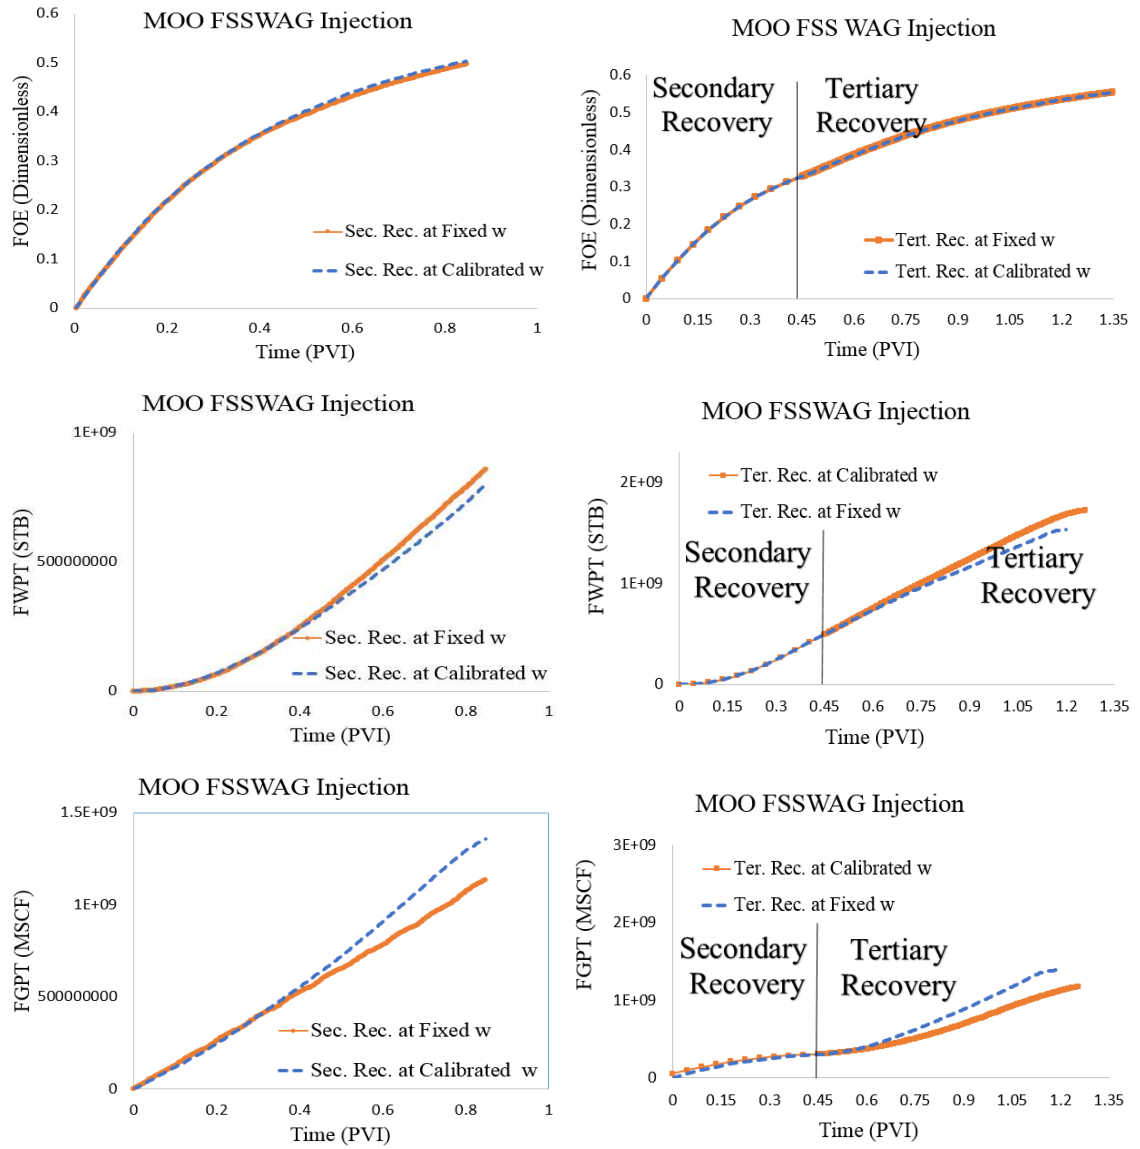 MOO FSSWAG Injection
0.6
0.5
0.4
0.3
0.2
0.1
0
FOE (Dimensionless)
Sec. Rec. at Fixed w
Sec. Rec. at Calibrated w
0 0.2 0.4 0.6 0.8 1
Time (PVI)
MOO FSS WAG Injection
0.6
0.5
0.4
0.3
0.2
0.1
0
FOE (Dimensionless)
Secondary
Recovery
Tertiary
Recovery
Tert. Rec. at Fixed w
Tert. Rec. at Calibrated w
0 0.15 0.3 0.45 0.6 0.75 0.9 1.05 1.2 1.35
Time (PVI)
MOO FSSWAG Injection
1E+09
500000000
0
FWPT (STB)
Sec. Rec. at Fixed w
Sec. Rec. at Calibrated w
0 0.2 0.4 0.6 0.8 1
Time (PVI)
MOO FSSWAG Injection
2E+09
1E+09
0
FWPT (STB)
Ter. Rec. at Calibrated w
Ter. Rec. at Fixed w
Secondary
Recovery
Tertiary
Recovery
0 0.15 0.3 0.45 0.6 0.75 0.9 1.05 1.2 1.35
Time (PVI)
MOO FSSWAG Injection
1.5E+09
1E+09
500000000
0
FGPT (MSCF)
Sec. Rec. at Fixed w
Sec. Rec. at Calibrated w
0 0.2 0.4 0.6 0.8 1
Time (PVI)
MOO FSSWAG Injection
3E+09
2E+09
1E+09
0
FGPT (MSCF)
Ter. Rec. at Calibrated w
Ter. Rec. at Fixed w
Secondary
Recovery
Tertiary
Recovery
0 0.15 0.3 0.45 0.6 0.75 0.9 1.05 1.2 1.35
Time (PVI)